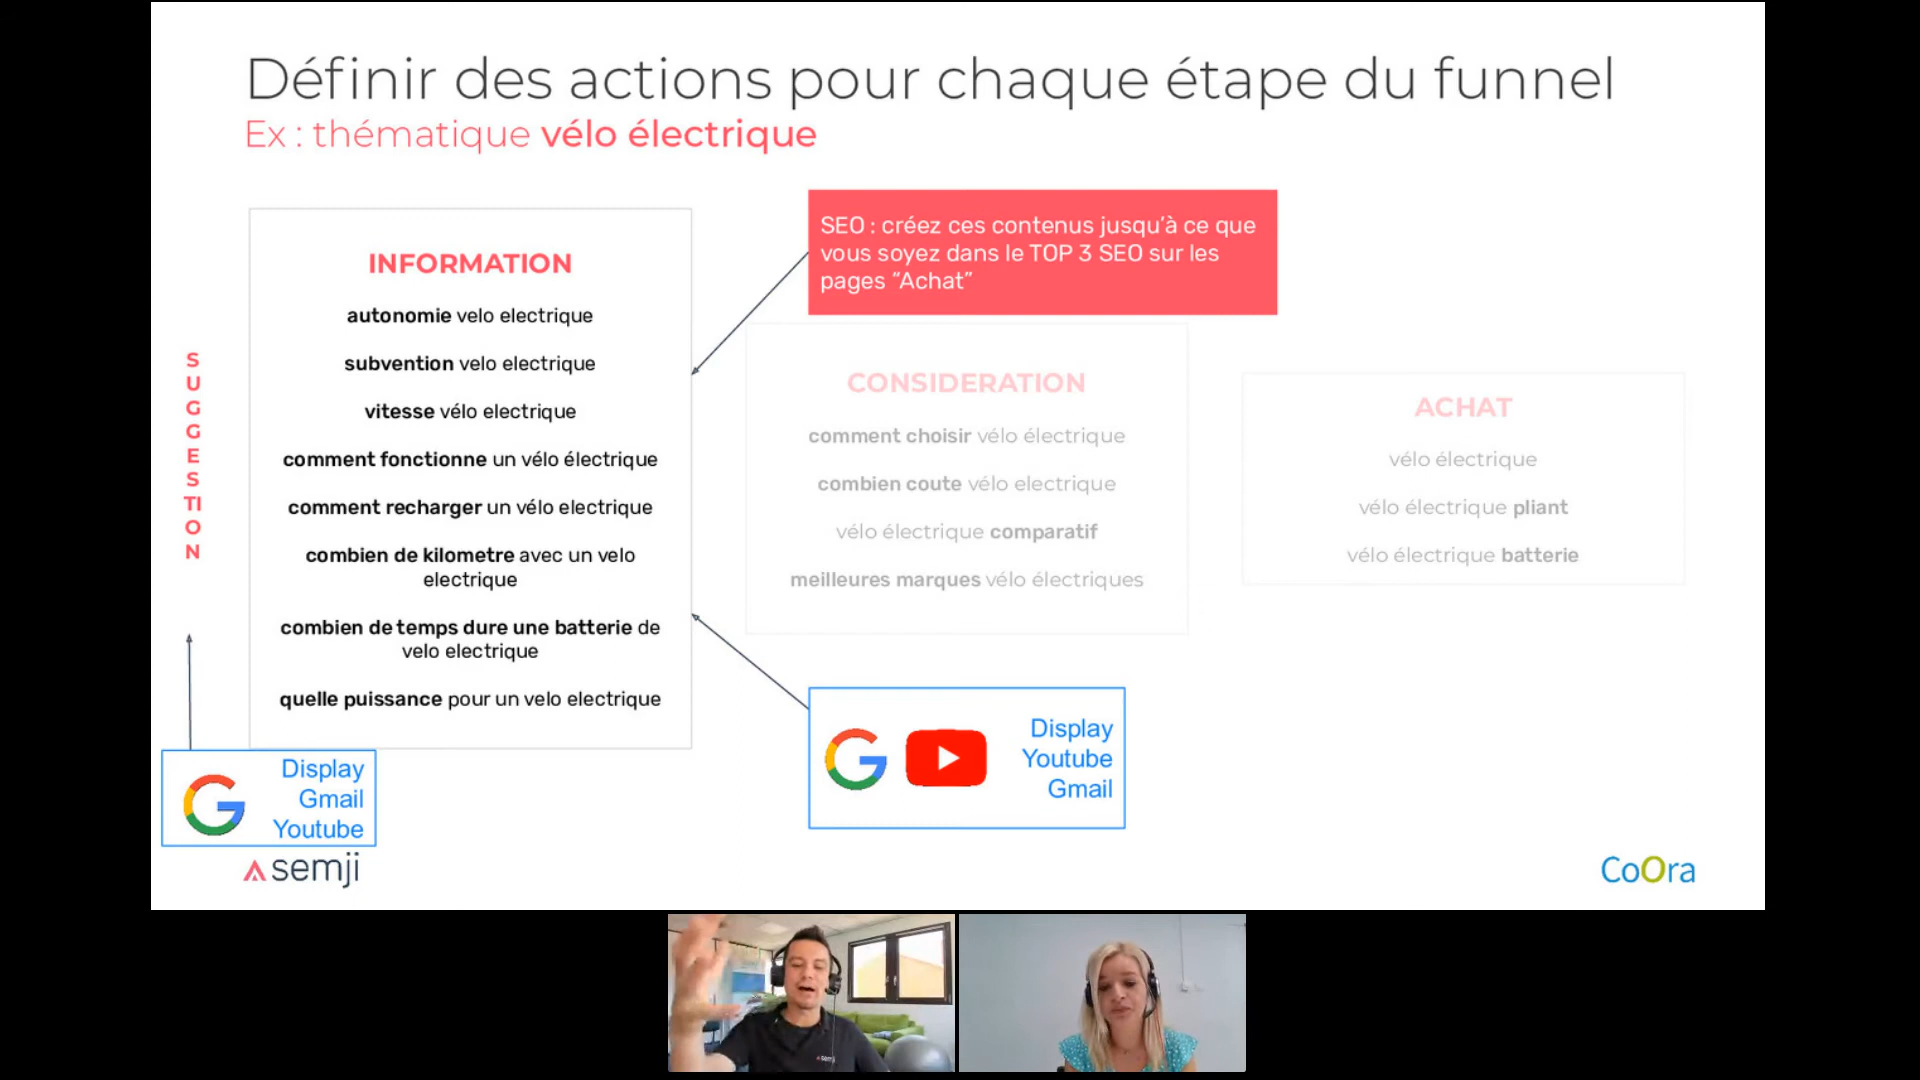 Définir des actions pour chaque étape du funnel
Ex : thématique vélo électrique
SUGGESTION
INFORMATION
autonomie velo electrique
subvention velo electrique
vitesse vélo electrique
comment fonctionne un vélo électrique
comment recharger un vélo electrique
combien de kilometre avec un velo
electrique
combien de temps dure une batterie de
velo electrique
quelle puissance pour un velo electrique
SEO : créez ces contenus jusqu'à ce que
vous soyez dans le TOP 3 SEO sur les
pages “Achat”
CONSIDERATION
comment choisir vélo électrique
combien coute vélo electrique
vélo électrique comparatif
meilleures marques vélo électriques
ACHAT
vélo électrique
vélo électrique pliant
vélo électrique batterie
Display
Gmail
Youtube
Display
Youtube
Gmail
semji
CoOra
semji